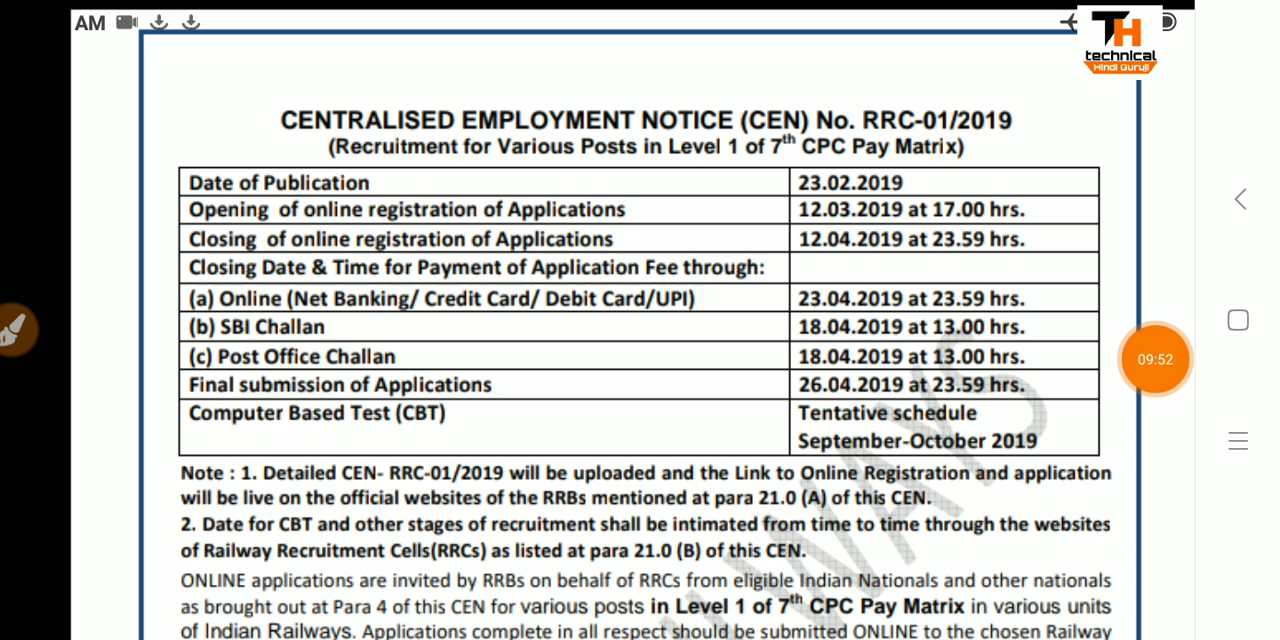 AM
TH
technical
Hindi Guruji
CENTRALISED EMPLOYMENT NOTICE (CEN) No. RRC-01/2019
(Recruitment for Various Posts in Level 1 of 7th CPC Pay Matrix)
Date of Publication 23.02.2019
Opening of online registration of Applications 12.03.2019 at 17.00 hrs.
Closing of online registration of Applications 12.04.2019 at 23.59 hrs.
Closing Date & Time for Payment of Application Fee through:
(a) Online (Net Banking/ Credit Card/ Debit Card/UPI) 23.04.2019 at 23.59 hrs.
(b) SBI Challan 18.04.2019 at 13.00 hrs.
(c) Post Office Challan 18.04.2019 at 13.00 hrs.
09:52
Final submission of Applications 26.04.2019 at 23.59 hrs.
Computer Based Test (CBT) Tentative schedule
September-October 2019
Note : 1. Detailed CEN- RRC-01/2019 will be uploaded and the Link to Online Registration and application
will be live on the official websites of the RRBs mentioned at para 21.0 (A) of this CEN.
2. Date for CBT and other stages of recruitment shall be intimated from time to time through the websites
of Railway Recruitment Cells(RRCs) as listed at para 21.0 (B) of this CEN.
ONLINE applications are invited by RRBs on behalf of RRCs from eligible Indian Nationals and other nationals
as brought out at Para 4 of this CEN for various posts in Level 1 of 7th CPC Pay Matrix in various units
of Indian Railways. Applications complete in all respect should be submitted ONLINE to the chosen Railway